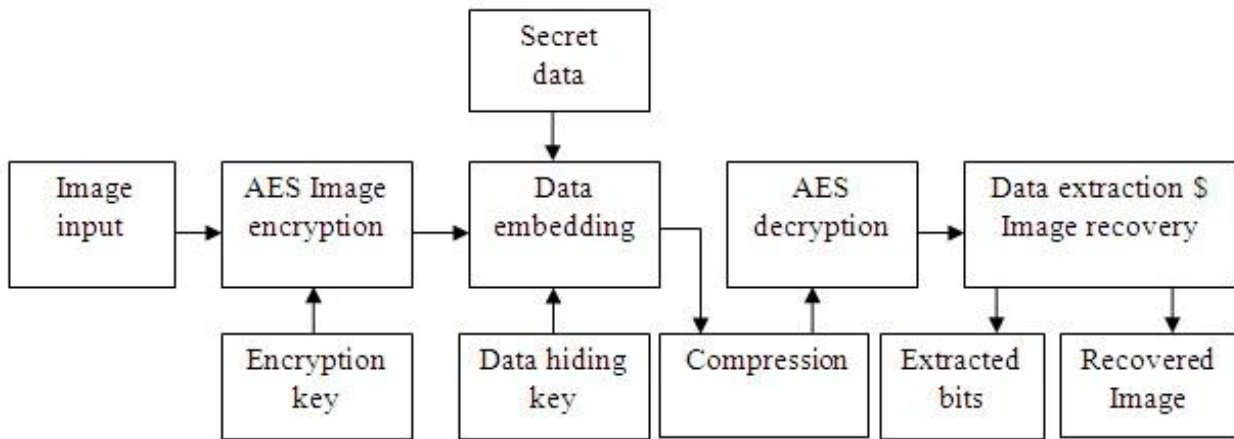 Secret
data
Image
input
AES Image
encryption
Data
embedding
AES
decryption
Data extraction $
Image recovery
Encryption
key
Data hiding
key
Compression
Extracted
bits
Recovered
Image